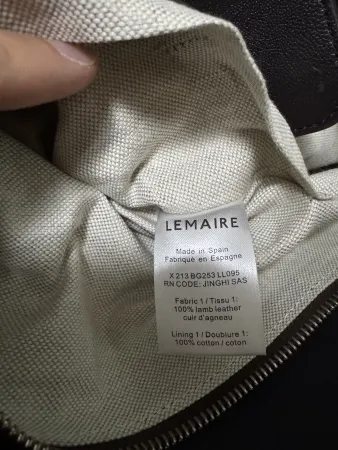 LEMAIRE
Made in Spain
Fabriqué en Espagne
X 213 BG253 LL095
RN CODE: JINGHI SAS
Fabric 1 / Tissu 1:
100% lamb leather
cuir d'agneau
Lining 1 / Doublure 1:
100% cotton / coton